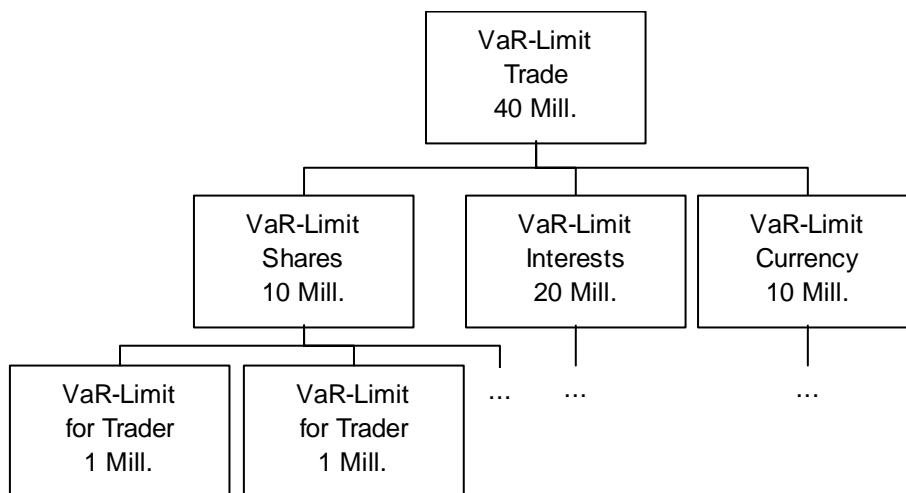 VaR-Limit
Trade
40 Mill.
VaR-Limit
Shares
10 Mill.
VaR-Limit
Interests
20 Mill.
VaR-Limit
Currency
10 Mill.
VaR-Limit
for Trader
1 Mill.
VaR-Limit
for Trader
1 Mill.
...
...
...